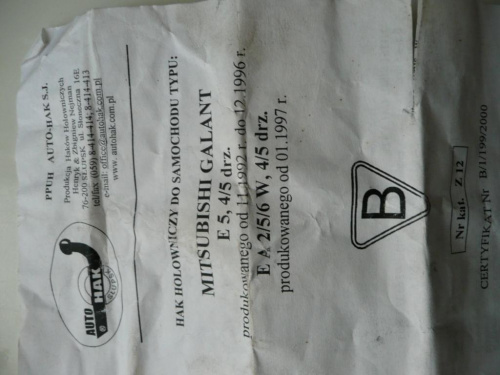 PPUH AUTO-HAK S.J.
Produkcja Haków Holowniczych
Henryk & Zbigniew Nejman
76-200 SŁUPSK ul. Słoneczna 16E
tel/fax (059) 8-414-414; 8-414-413
e-mail: office@autohak.com.pl
www.autohak.com.pl
AUTO
HAK
SŁUPSK
HAK HOLOWNICZY DO SAMOCHODU TYPU:
MITSUBISHI GALANT
E 5, 4/5 drz.
produkowanego od 11.1992 r. do 12.1996 r.
E A 2/5/6 W, 4/5 drz.
produkowanego od 01.1997 r.
B
Nr kat. Z 12
CERTYFIKAT Nr B/1/199/2000